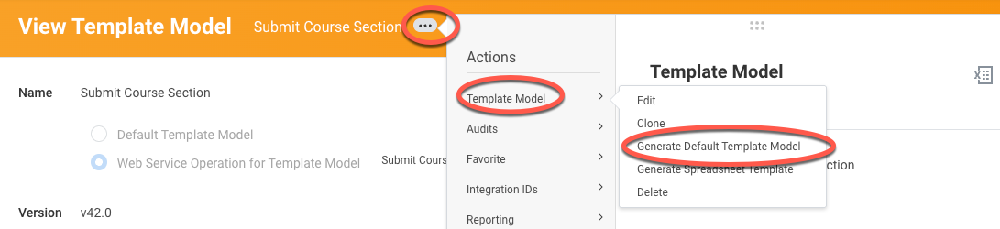 View Template Model Submit Course Section
Name Submit Course Section
Default Template Model
Web Service Operation for Template Model Submit Cours
Version v42.0
Actions
Template Model
Audits
Favorite
Integration IDs
Reporting
Template Model
Edit
Clone
Generate Default Template Model
Generate Spreadsheet Template
Delete
ction